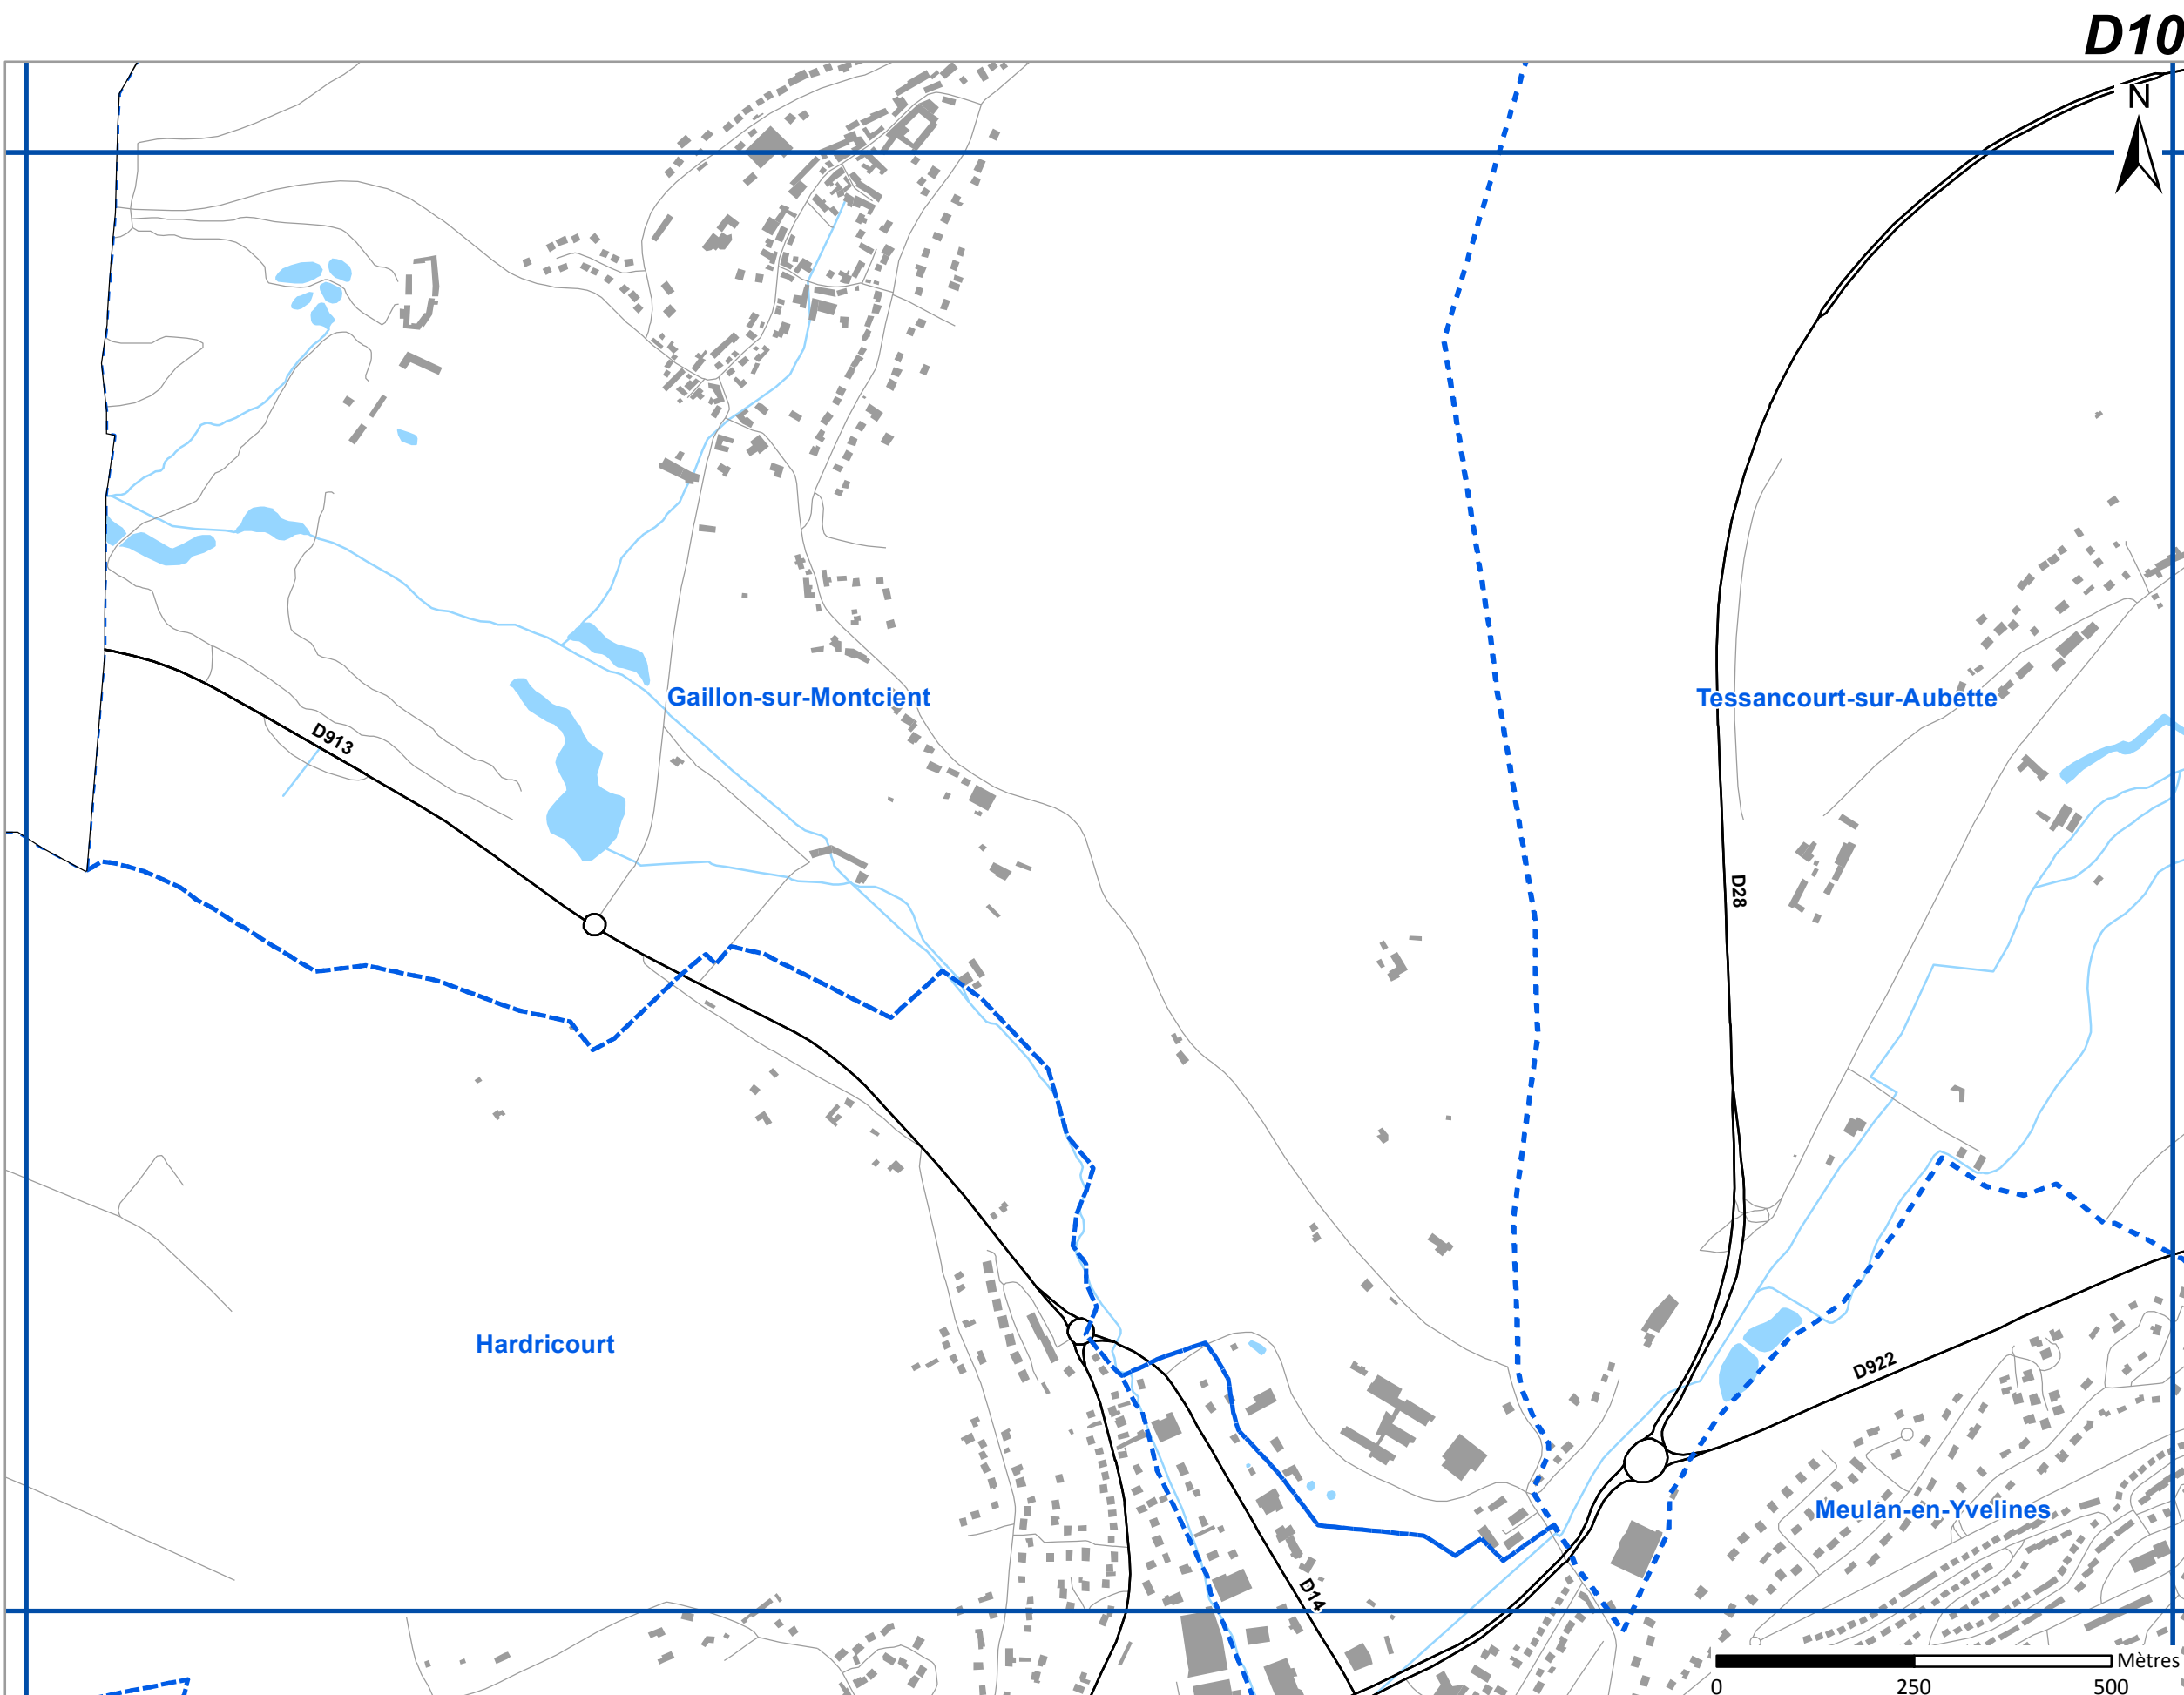 D10
N
Gaillon-sur-Montcient
Tessancourt-sur-Aubette
D913
D28
Hardricourt
D922
Meulan-en-Yvelines
D14
Mètres
0 250 500